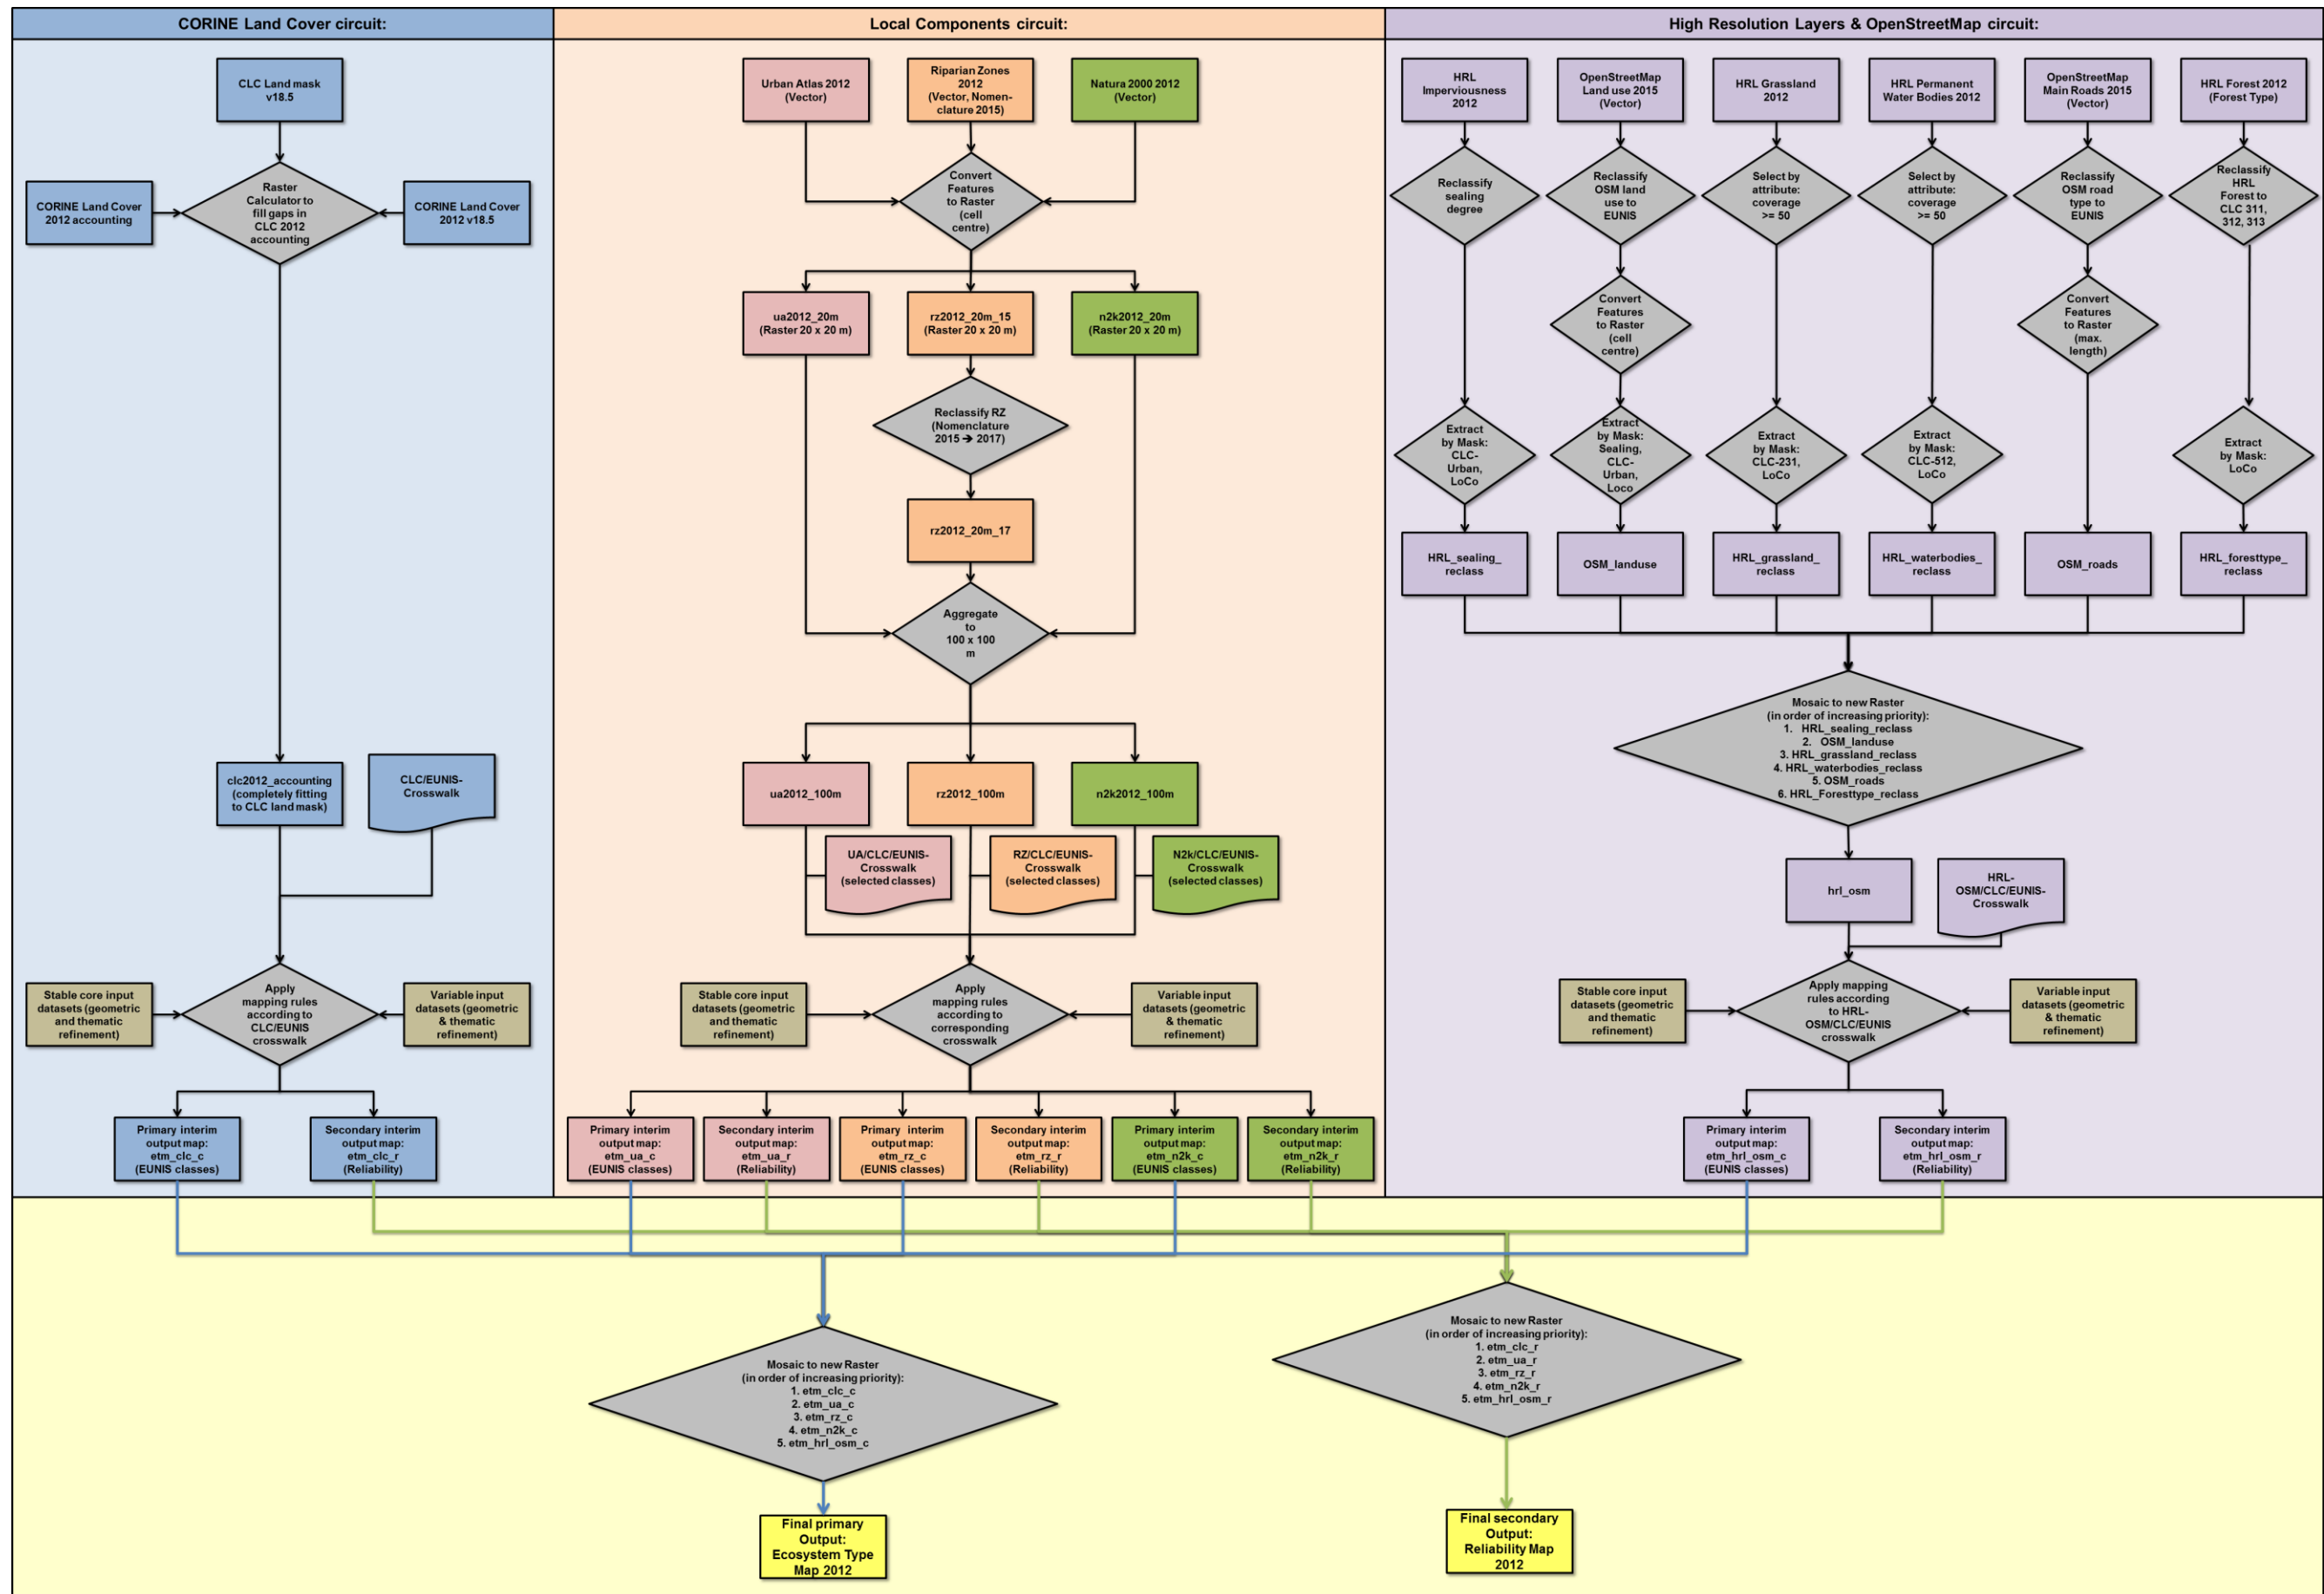 CORINE Land Cover circuit:
CLC Land mask
v18.5
CORINE Land Cover
2012 accounting
Raster
Calculator to
fill gaps in
CLC 2012
accounting
CORINE Land Cover
2012 v18.5
clc2012_accounting
(completely fitting
to CLC land mask)
CLC/EUNIS-
Crosswalk
Stable core input
datasets (geometric
and thematic
refinement)
Apply
mapping rules
according to
CLC/EUNIS
crosswalk
Variable input
datasets (geometric
& thematic
refinement)
Primary interim
output map:
etm_clc_c
(EUNIS classes)
Secondary interim
output map:
etm_clc_r
(Reliability)
Local Components circuit:
Urban Atlas 2012
(Vector)
Riparian Zones
2012
(Vector, Nomen-
clature 2015)
Natura 2000 2012
(Vector)
Convert
Features
to Raster
(cell
centre)
ua2012_20m
(Raster 20 x 20 m)
rz2012_20m_15
(Raster 20 x 20 m)
n2k2012_20m
(Raster 20 x 20 m)
Reclassify RZ
(Nomenclature
2015 ➔ 2017)
rz2012_20m_17
Aggregate
to
100 x 100
m
ua2012_100m
rz2012_100m
n2k2012_100m
UA/CLC/EUNIS-
Crosswalk
(selected classes)
RZ/CLC/EUNIS-
Crosswalk
(selected classes)
N2k/CLC/EUNIS-
Crosswalk
(selected classes)
Stable core input
datasets (geometric
and thematic
refinement)
Apply
mapping rules
according to
corresponding
crosswalk
Variable input
datasets (geometric
& thematic
refinement)
Primary interim
output map:
etm_ua_c
(EUNIS classes)
Secondary interim
output map:
etm_ua_r
(Reliability)
Primary interim
output map:
etm_rz_c
(EUNIS classes)
Secondary interim
output map:
etm_rz_r
(Reliability)
Primary interim
output map:
etm_n2k_c
(EUNIS classes)
Secondary interim
output map:
etm_n2k_r
(Reliability)
High Resolution Layers & OpenStreetMap circuit:
HRL
Imperviousness
2012
OpenStreetMap
Land use 2015
(Vector)
HRL Grassland
2012
HRL Permanent
Water Bodies 2012
OpenStreetMap
Main Roads 2015
(Vector)
HRL Forest 2012
(Forest Type)
Reclassify
sealing
degree
Reclassify
OSM land
use to
EUNIS
Select by
attribute:
coverage
>= 50
Select by
attribute:
coverage
>= 50
Reclassify
OSM road
type to
EUNIS
Reclassify
HRL
Forest to
CLC 311,
312, 313
Convert
Features
to Raster
(cell
centre)
Convert
Features
to Raster
(max.
length)
Extract
by Mask:
CLC-
Urban,
LoCo
Extract
by Mask:
Sealing,
CLC-
Urban,
Loco
Extract
by Mask:
CLC-231,
LoCo
Extract
by Mask:
CLC-512,
LoCo
Extract
by Mask:
LoCo
HRL_sealing_
reclass
OSM_landuse
HRL_grassland_
reclass
HRL_waterbodies_
reclass
OSM_roads
HRL_foresttype_
reclass
Mosaic to new Raster
(in order of increasing priority):
1. HRL_sealing_reclass
2. OSM_landuse
3. HRL_grassland_reclass
4. HRL_waterbodies_reclass
5. OSM_roads
6. HRL_Foresttype_reclass
hrl_osm
HRL-
OSM/CLC/EUNIS-
Crosswalk
Stable core input
datasets (geometric
and thematic
refinement)
Apply mapping
rules according
to HRL-
OSM/CLC/EUNIS
crosswalk
Variable input
datasets (geometric
& thematic
refinement)
Primary interim
output map:
etm_hrl_osm_c
(EUNIS classes)
Secondary interim
output map:
etm_hrl_osm_r
(Reliability)
Mosaic to new Raster
(in order of increasing priority):
1. etm_clc_c
2. etm_ua_c
3. etm_rz_c
4. etm_n2k_c
5. etm_hrl_osm_c
Mosaic to new Raster
(in order of increasing priority):
1. etm_clc_r
2. etm_ua_r
3. etm_rz_r
4. etm_n2k_r
5. etm_hrl_osm_r
Final primary
Output:
Ecosystem Type
Map 2012
Final secondary
Output:
Reliability Map
2012